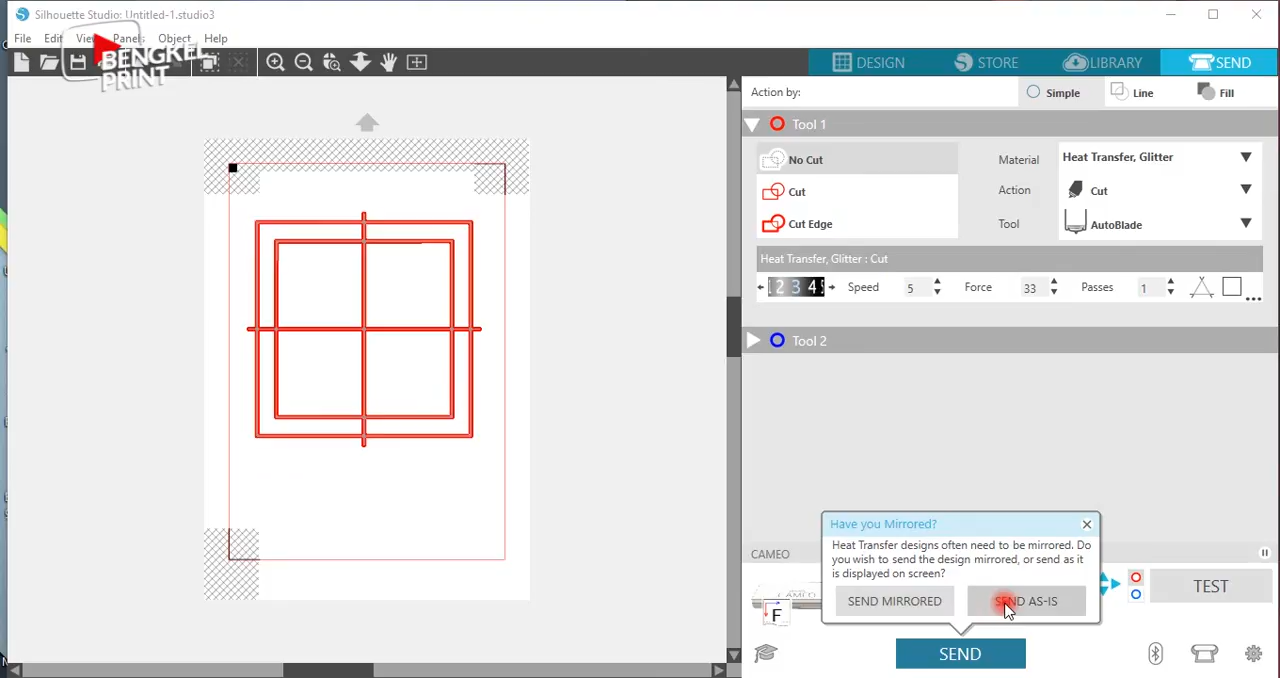 Silhouette Studio: Untitled-1.studio3
File Edit View Panels Object Help
BENGKEL
PRINT
DESIGN STORE LIBRARY SEND
Action by: Simple Line Fill
Tool 1
No Cut Material Heat Transfer, Glitter
Cut Action Cut
Cut Edge Tool AutoBlade
Heat Transfer, Glitter : Cut
1 2 3 4 Speed 5 Force 33 Passes 1
...
Tool 2
Have you Mirrored?
Heat Transfer designs often need to be mirrored. Do
you wish to send the design mirrored, or send as it
is displayed on screen?
SEND MIRRORED SEND AS-IS
CAMEO
F
TEST
SEND